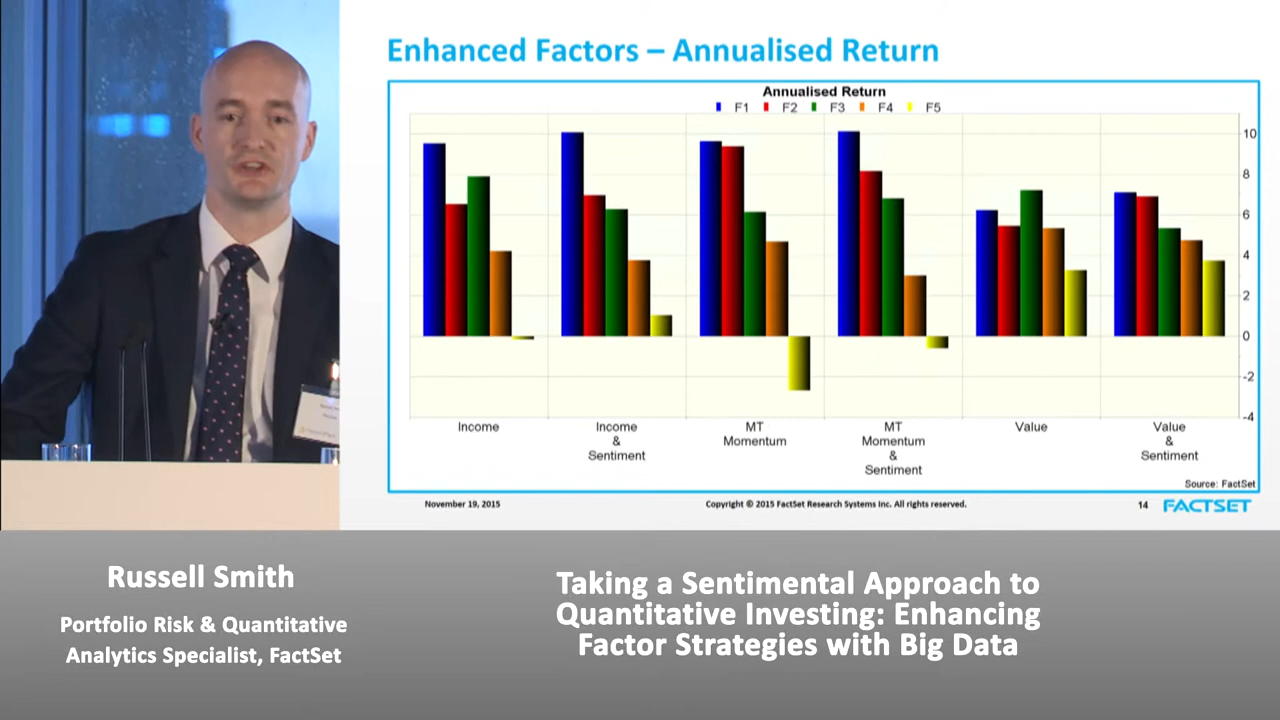 Enhanced Factors – Annualised Return
Annualised Return
F1 F2 F3 F4 F5
10
8
6
4
2
0
-2
-4
Income
Income
&
Sentiment
MT
Momentum
MT
Momentum
&
Sentiment
Value
Value
&
Sentiment
Source: FactSet
November 19, 2015
Copyright © 2015 FactSet Research Systems Inc. All rights reserved.
14
FACTSET
Russell Smith
Portfolio Risk & Quantitative
Analytics Specialist, FactSet
Taking a Sentimental Approach to
Quantitative Investing: Enhancing
Factor Strategies with Big Data